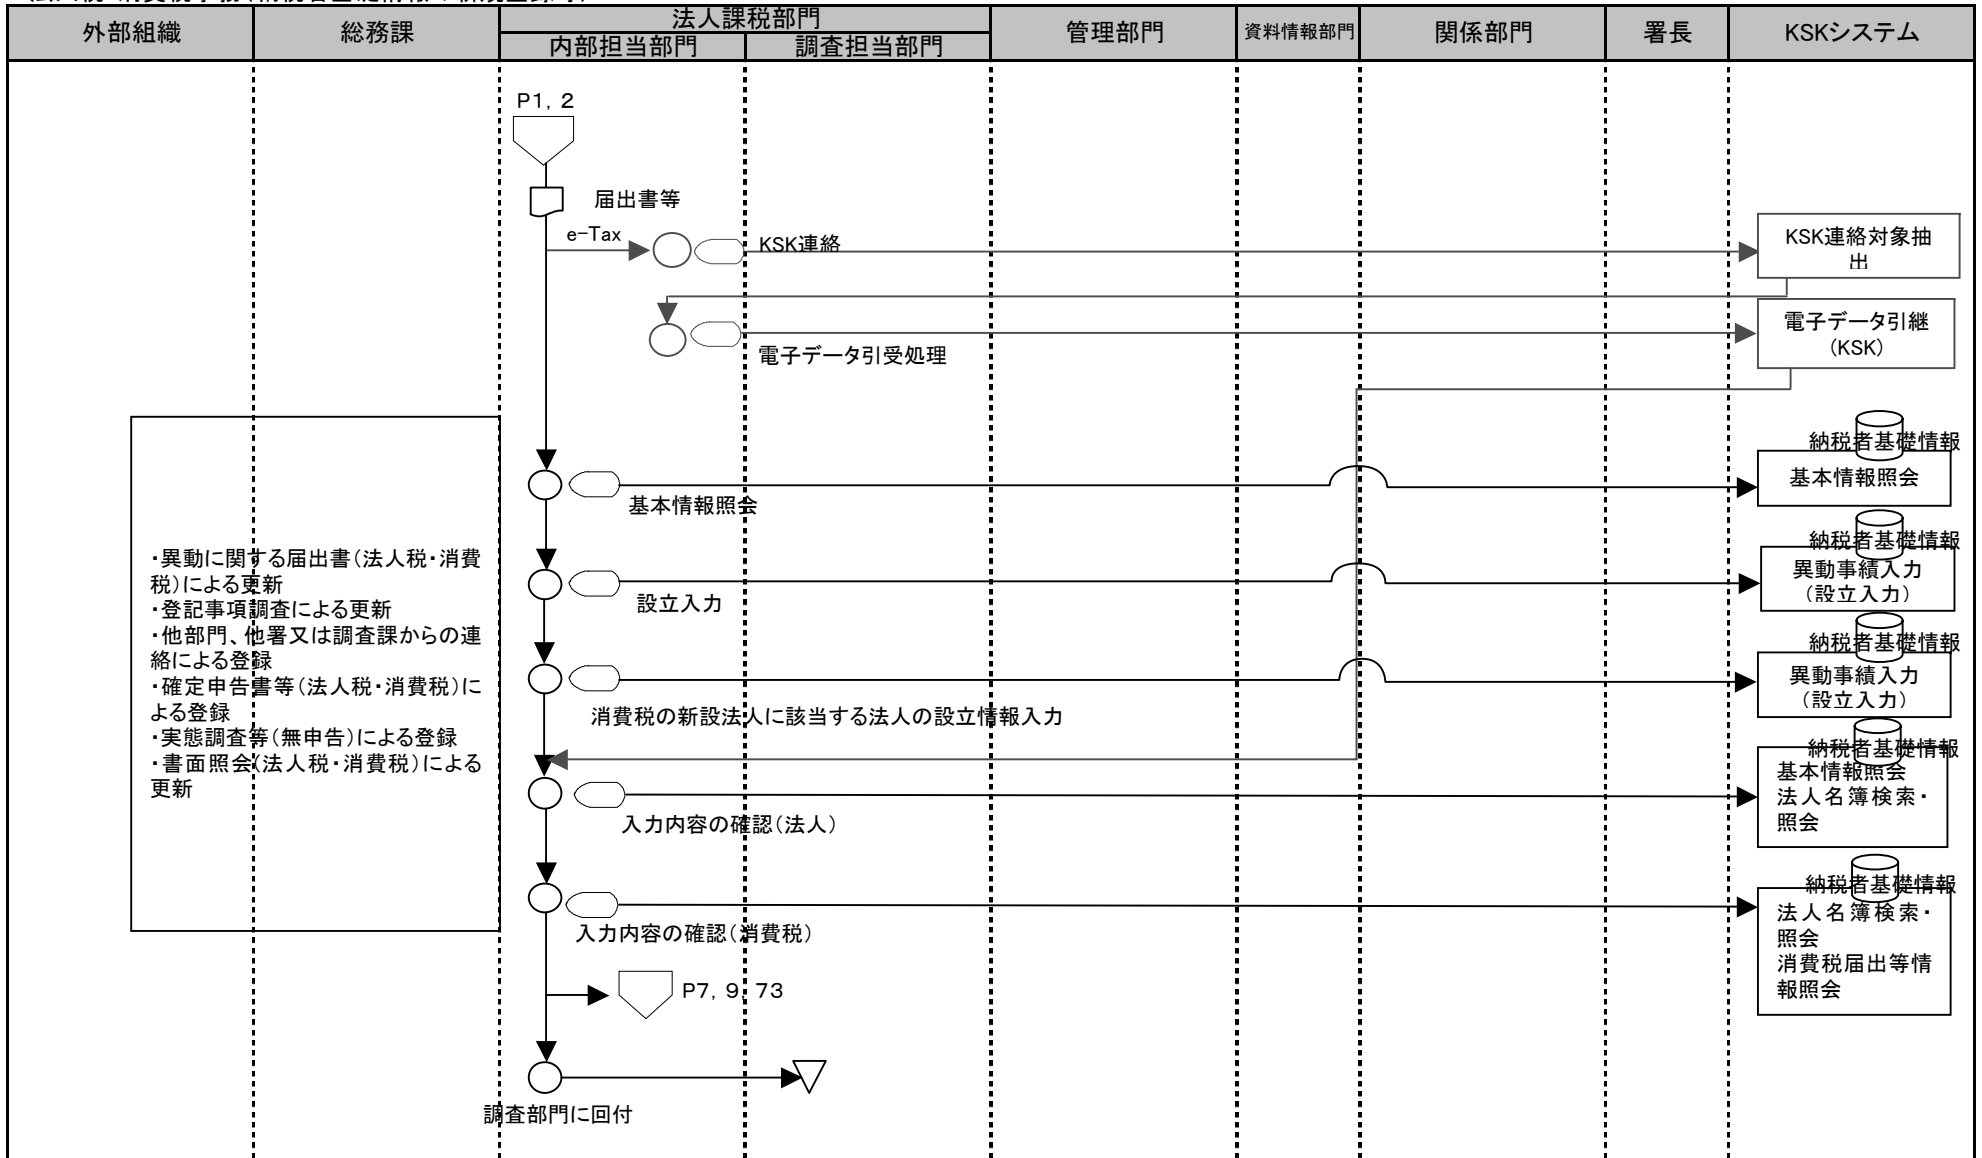 外部組織
総務課
法人課税部門
内部担当部門
調査担当部門
管理部門
資料情報部門
関係部門
署長
KSKシステム
P1, 2
届出書等
e-Tax
KSK連絡
KSK連絡対象抽
出
電子データ引受処理
電子データ引継
(KSK)
納税者基礎情報
基本情報照会
基本情報照会
納税者基礎情報
設立入力
異動事績入力
(設立入力)
納税者基礎情報
消費税の新設法人に該当する法人の設立情報入力
異動事績入力
(設立入力)
・異動に関する届出書(法人税・消費
税)による更新
・登記事項調査による更新
・他部門、他署又は調査課からの連
絡による登録
・確定申告書等(法人税・消費税)に
よる登録
・実態調査等(無申告)による登録
・書面照会(法人税・消費税)による
更新
納税者基礎情報
入力内容の確認(法人)
基本情報照会
法人名簿検索・
照会
納税者基礎情報
入力内容の確認(消費税)
法人名簿検索・
照会
消費税届出等情
報照会
P7, 9, 73
調査部門に回付